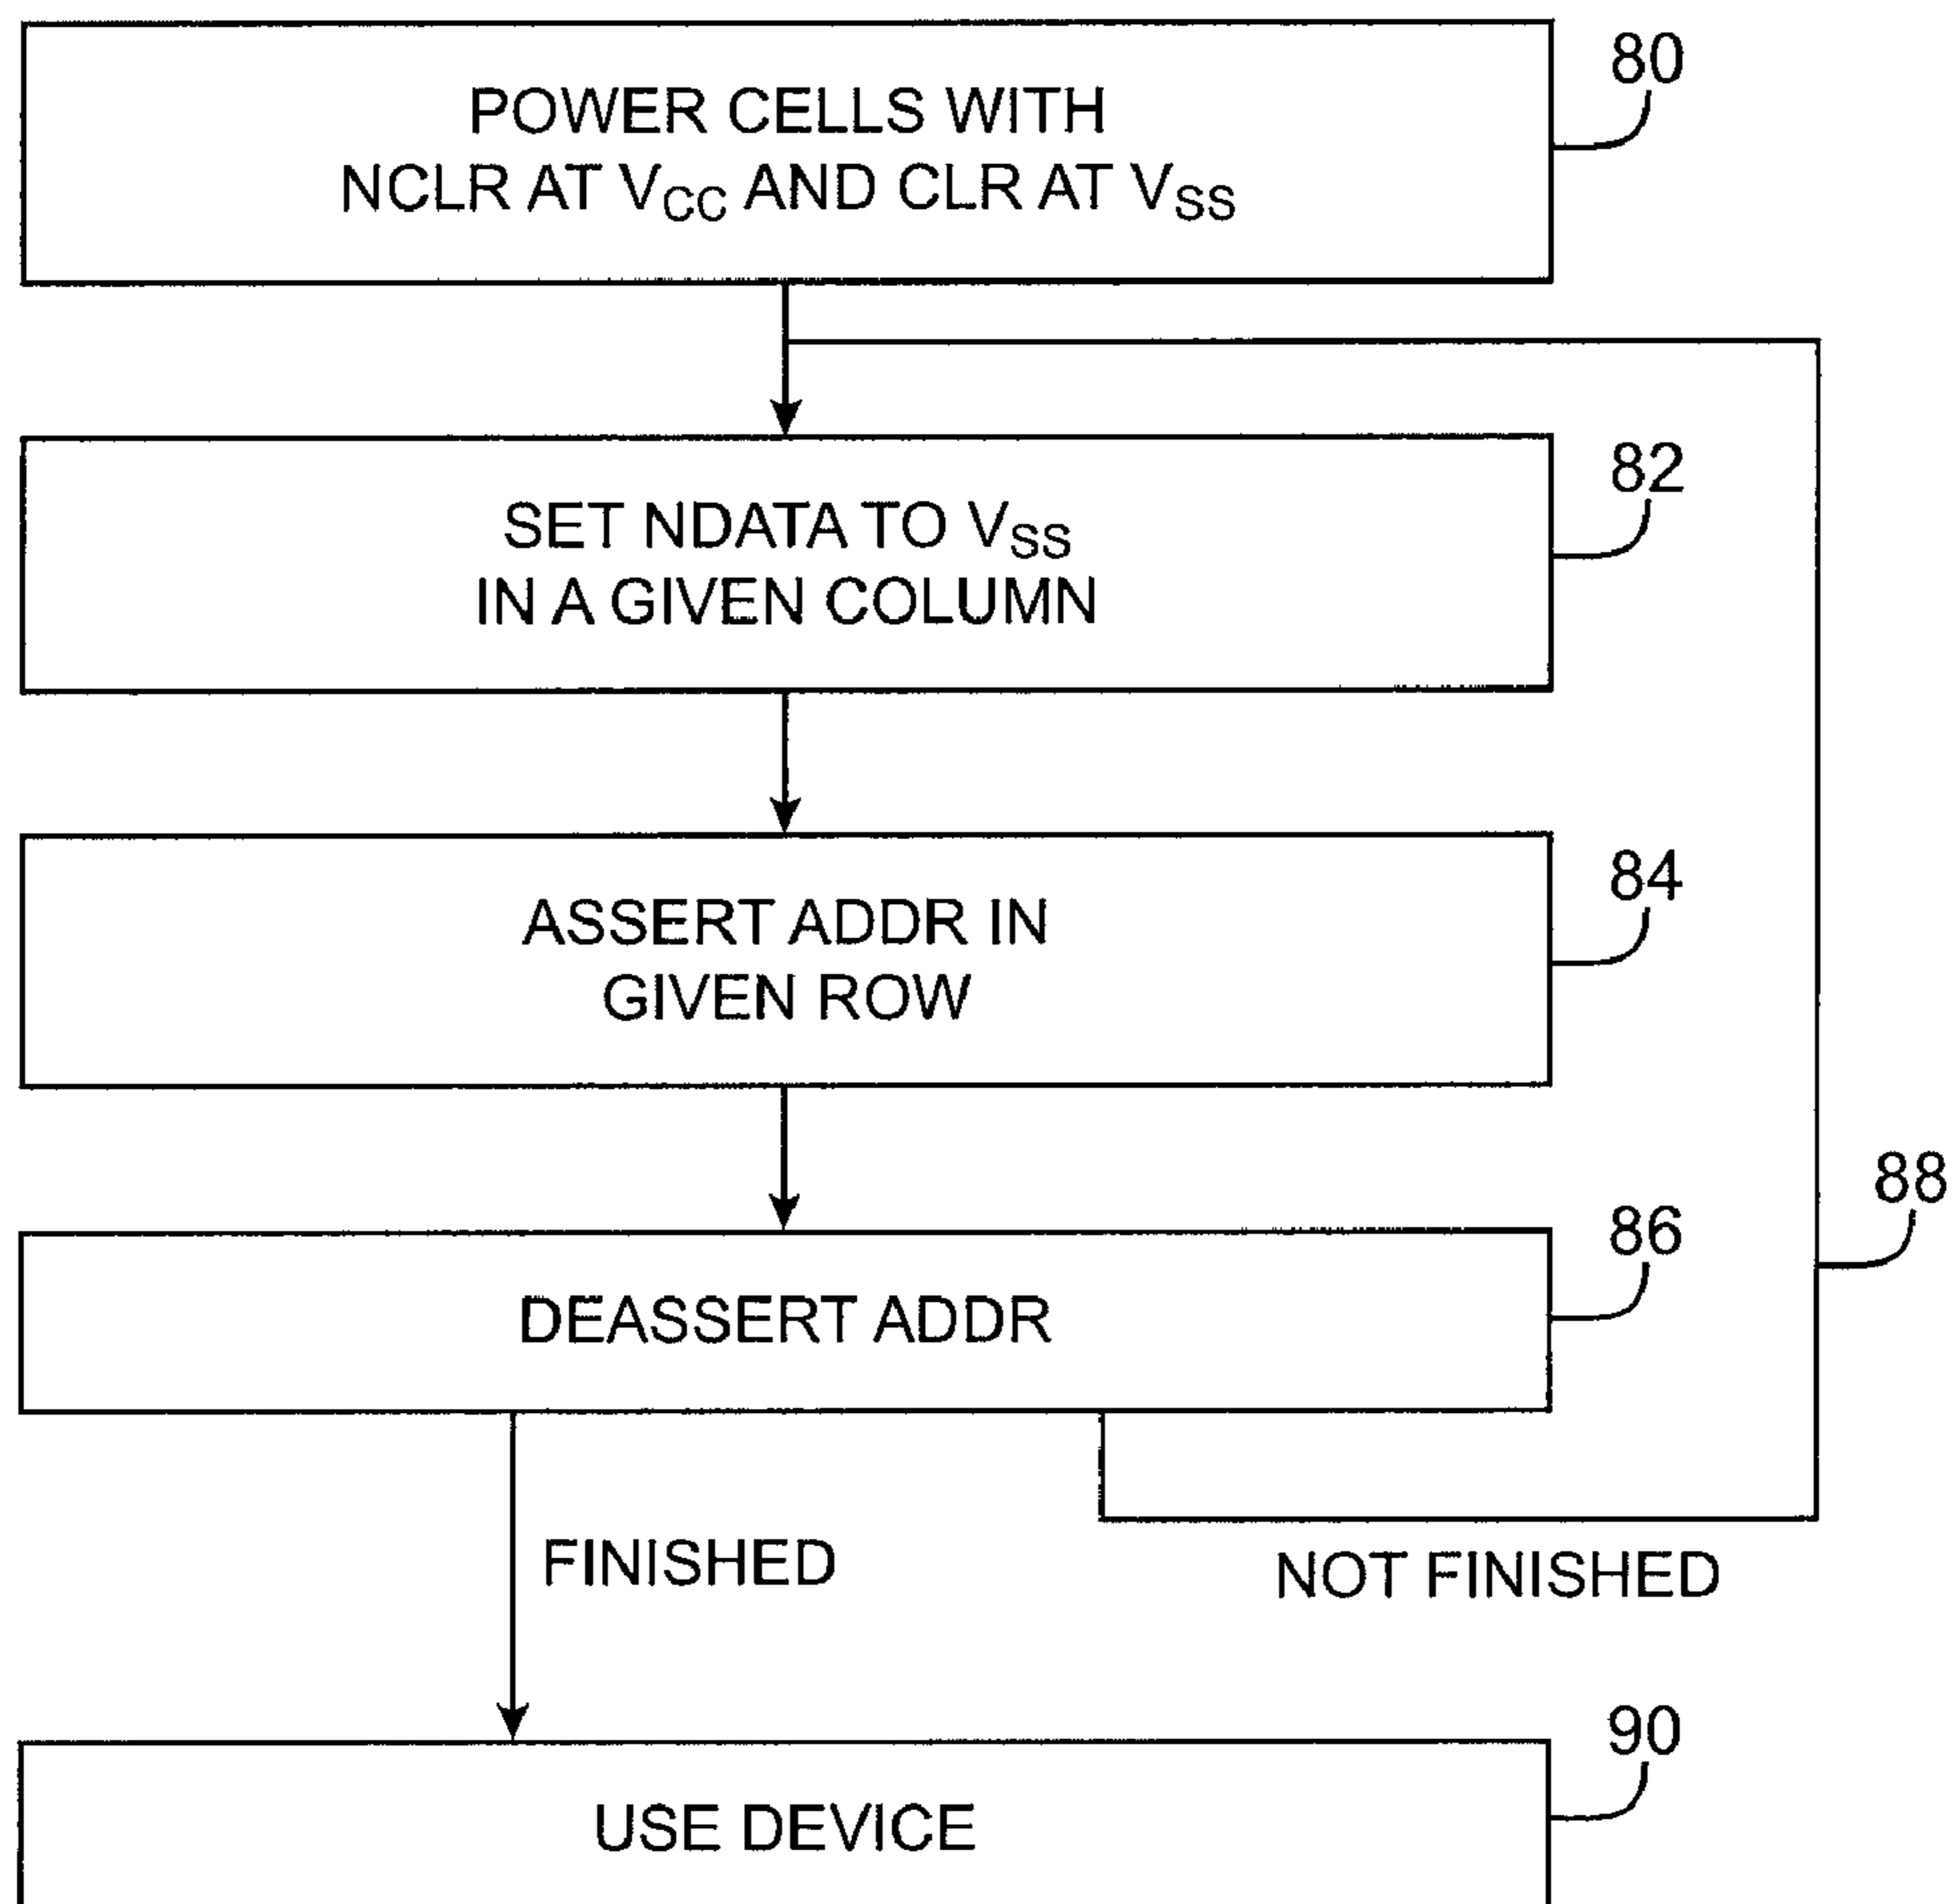 80
POWER CELLS WITH
NCLR AT VCC AND CLR AT VSS
82
SET NDATA TO VSS
IN A GIVEN COLUMN
84
ASSERT ADDR IN
GIVEN ROW
88
86
DEASSERT ADDR
FINISHED
NOT FINISHED
90
USE DEVICE